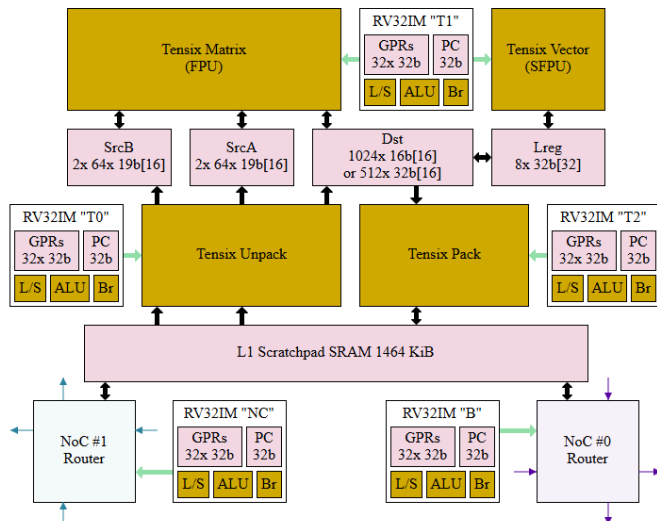 Tensix Matrix
(FPU)
RV32IM "T1"
GPRs
32x 32b
PC
32b
L/S
ALU
Br
Tensix Vector
(SFPU)
SrcB
2x 64x 19b[16]
SrcA
2x 64x 19b[16]
Dst
1024x 16b[16]
or 512x 32b[16]
Lreg
8x 32b[32]
RV32IM "T0"
GPRs
32x 32b
PC
32b
L/S
ALU
Br
Tensix Unpack
Tensix Pack
RV32IM "T2"
GPRs
32x 32b
PC
32b
L/S
ALU
Br
L1 Scratchpad SRAM 1464 KiB
NoC #1
Router
RV32IM "NC"
GPRs
32x 32b
PC
32b
L/S
ALU
Br
RV32IM "B"
GPRs
32x 32b
PC
32b
L/S
ALU
Br
NoC #0
Router